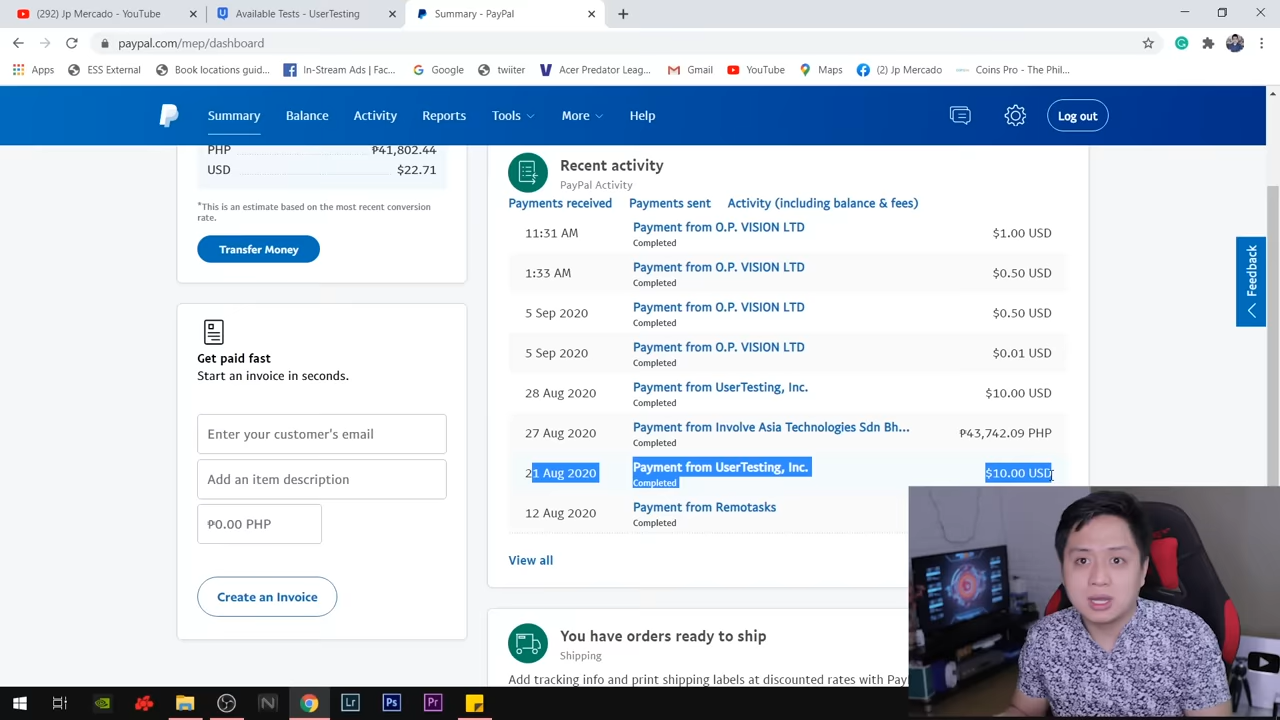 (292) Jp Mercado - YouTube
Available Tests - UserTesting
Summary - PayPal
paypal.com/mep/dashboard
Apps
ESS External
Book locations guid...
In-Stream Ads | Fac...
Google
twiiter
Acer Predator Leag...
Gmail
YouTube
Maps
(2) Jp Mercado
Coins Pro - The Phil...
Summary
Balance
Activity
Reports
Tools
More
Help
Log out
PHP ₱41,802.44
USD $22.71
*This is an estimate based on the most recent conversion
rate.
Transfer Money
Get paid fast
Start an invoice in seconds.
Enter your customer's email
Add an item description
₱0.00 PHP
Create an Invoice
Recent activity
PayPal Activity
Payments received Payments sent Activity (including balance & fees)
11:31 AM Payment from O.P. VISION LTD $1.00 USD
Completed
1:33 AM Payment from O.P. VISION LTD $0.50 USD
Completed
5 Sep 2020 Payment from O.P. VISION LTD $0.50 USD
Completed
5 Sep 2020 Payment from O.P. VISION LTD $0.01 USD
Completed
28 Aug 2020 Payment from UserTesting, Inc. $10.00 USD
Completed
27 Aug 2020 Payment from Involve Asia Technologies Sdn Bh... ₱43,742.09 PHP
Completed
21 Aug 2020 Payment from UserTesting, Inc. $10.00 USD
Completed
12 Aug 2020 Payment from Remotasks
Completed
View all
You have orders ready to ship
Shipping
Add tracking info and print shipping labels at discounted rates with Pay
Feedback
Lr
Ps
Pr